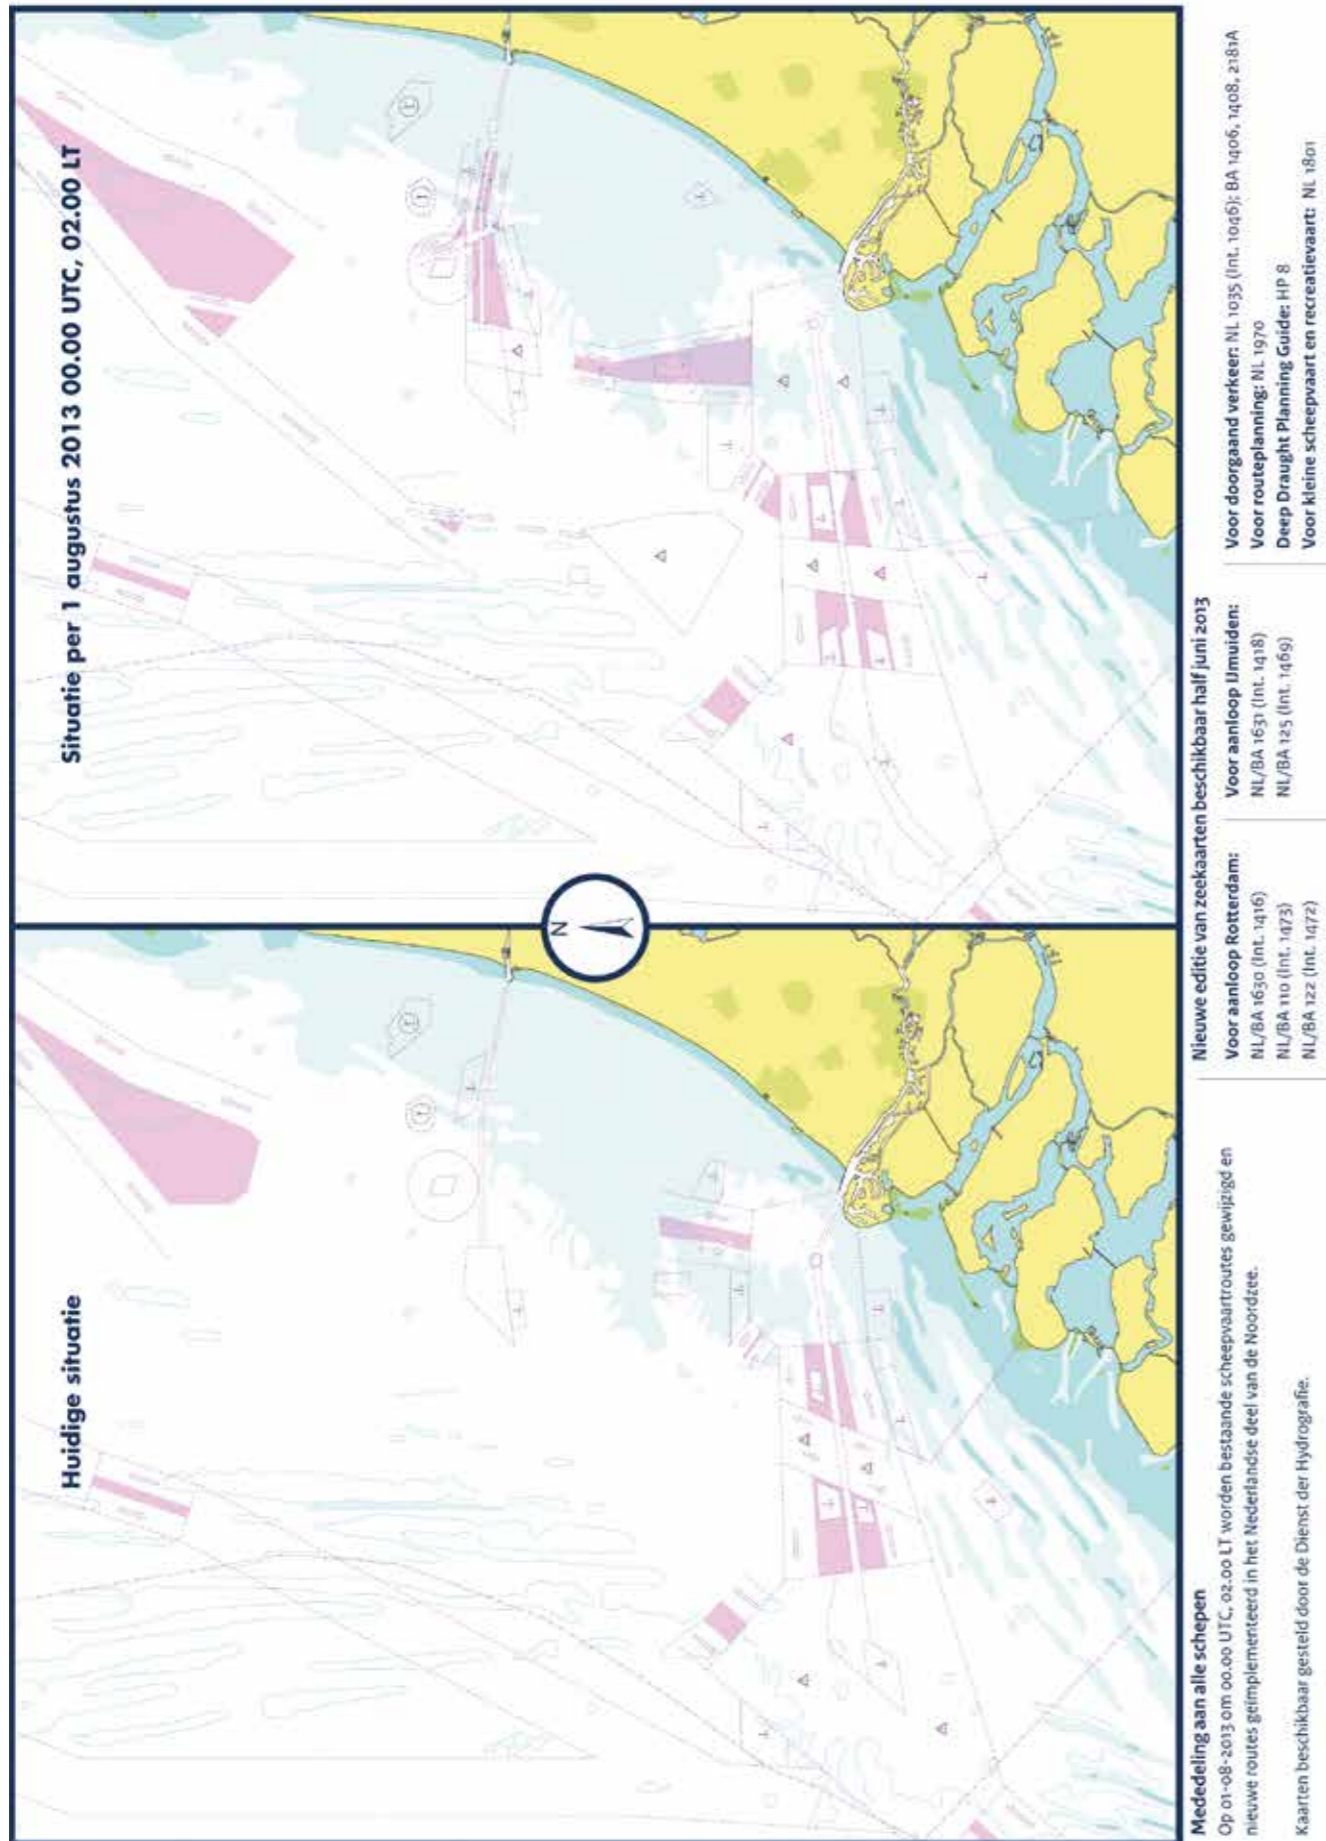 Huidige situatie
Situatie per 1 augustus 2013 00.00 UTC, 02.00 LT
N
Mededeling aan alle schepen
Op 01-08-2013 om 00.00 UTC, 02.00 LT worden bestaande scheepvaartroutes gewijzigd en
nieuwe routes geïmplementeerd in het Nederlandse deel van de Noordzee.
Kaarten beschikbaar gesteld door de Dienst der Hydrografie.
Nieuwe editie van zeekaarten beschikbaar half juni 2013
Voor aanloop Rotterdam:
NL/BA 1630 (Int. 1416)
NL/BA 110 (Int. 1473)
NL/BA 122 (Int. 1472)
Voor aanloop IJmuiden:
NL/BA 1631 (Int. 1418)
NL/BA 125 (Int. 1469)
Voor doorgaand verkeer: NL 1035 (Int. 1046); BA 1406, 1408, 2181A
Voor routeplanning: NL 1970
Deep Draught Planning Guide: HP 8
Voor kleine scheepvaart en recreatievaart: NL 1801